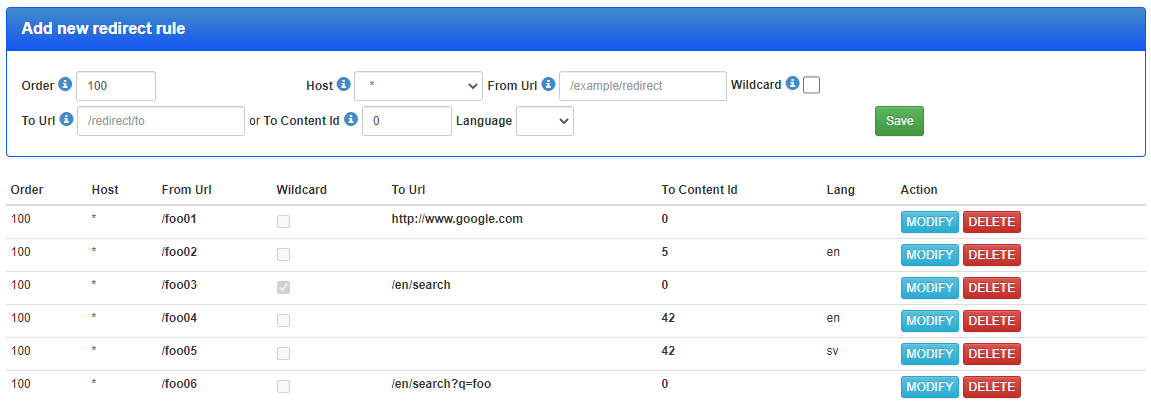 Add new redirect rule
Order 100 Host * From Url /example/redirect Wildcard
To Url /redirect/to or To Content Id 0 Language Save
Order Host From Url Wildcard To Url To Content Id Lang Action
100 * /foo01 http://www.google.com 0 MODIFY DELETE
100 * /foo02 5 en MODIFY DELETE
100 * /foo03 /en/search 0 MODIFY DELETE
100 * /foo04 42 en MODIFY DELETE
100 * /foo05 42 sv MODIFY DELETE
100 * /foo06 /en/search?q=foo 0 MODIFY DELETE